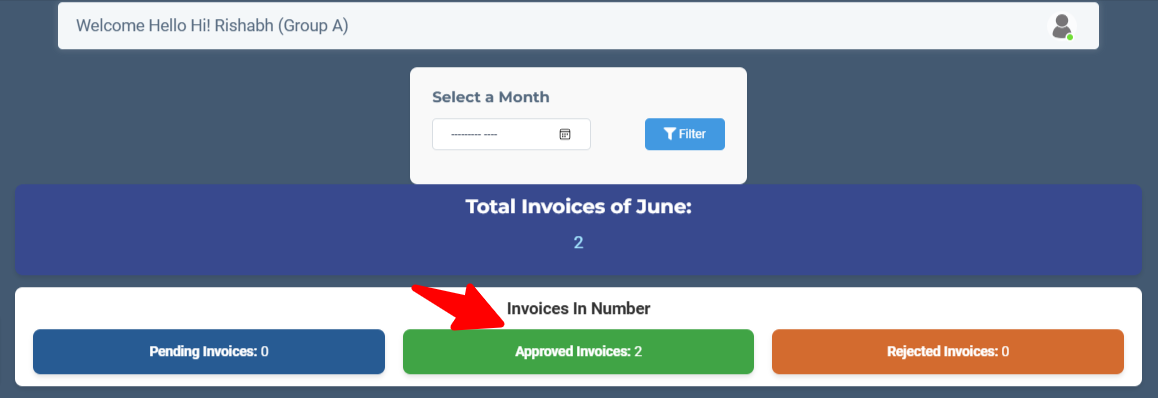 Welcome Hello Hi! Rishabh (Group A)
Select a Month
--------- ----
Filter
Total Invoices of June:
2
Invoices In Number
Pending Invoices: 0
Approved Invoices: 2
Rejected Invoices: 0